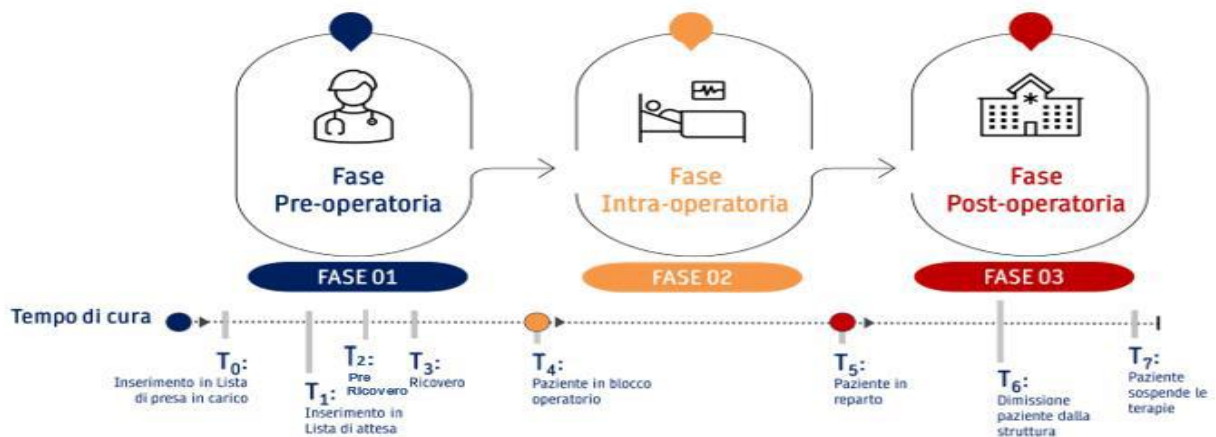 Fase
Pre-operatoria
Fase
Intra-operatoria
Fase
Post-operatoria
FASE 01
FASE 02
FASE 03
Tempo di cura
T0:
Inserimento in Lista
di presa in carico
T1:
Inserimento in
Lista di attesa
T2:
Pre
Ricovero
T3:
Ricovero
T4:
Paziente in blocco
operatorio
T5:
Paziente in
reparto
T6:
Dimissione
paziente dalla
struttura
T7:
Paziente
sospende le
terapie